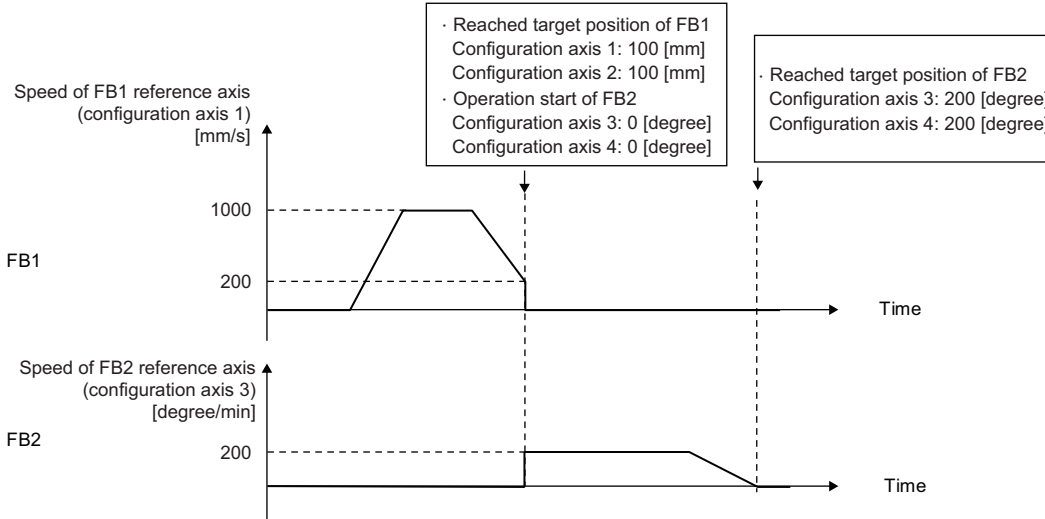 · Reached target position of FB1
Configuration axis 1: 100 [mm]
Configuration axis 2: 100 [mm]
· Operation start of FB2
Configuration axis 3: 0 [degree]
Configuration axis 4: 0 [degree]
· Reached target position of FB2
Configuration axis 3: 200 [degree]
Configuration axis 4: 200 [degree]
Speed of FB1 reference axis
(configuration axis 1)
[mm/s]
1000
FB1
200
Time
Speed of FB2 reference axis
(configuration axis 3)
[degree/min]
FB2
200
Time